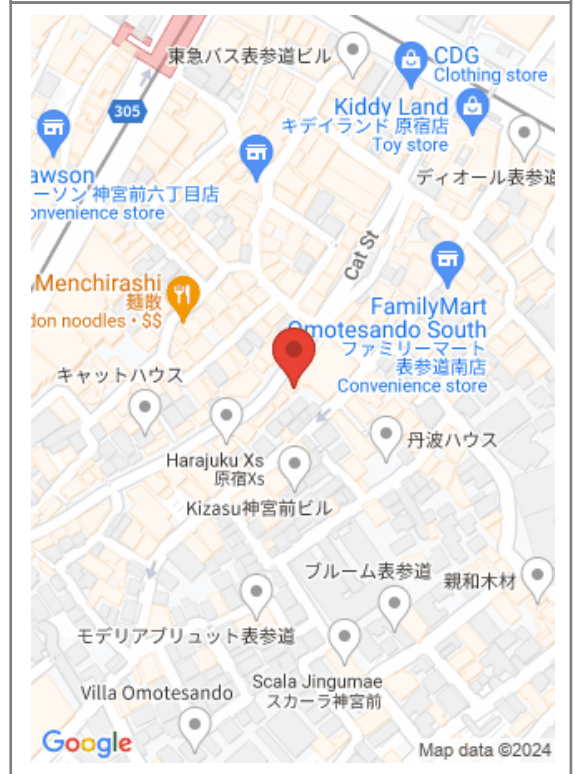 東急バス表参道ビル
CDG
Clothing store
305
Kiddy Land
キデイランド 原宿店
Toy store
ディオール表参道
awson
ーソン 神宮前六丁目店
onvenience store
Cat St
Menchirashi
麺散
don noodles • $$
FamilyMart
Omotesando South
ファミリーマート
表参道南店
Convenience store
キャットハウス
丹波ハウス
Harajuku Xs
原宿Xs
Kizasu神宮前ビル
ブルーム表参道
親和木材
モデリアブリュット表参道
Scala Jingumae
スカーラ神宮前
Villa Omotesando
Google
Map data ©2024